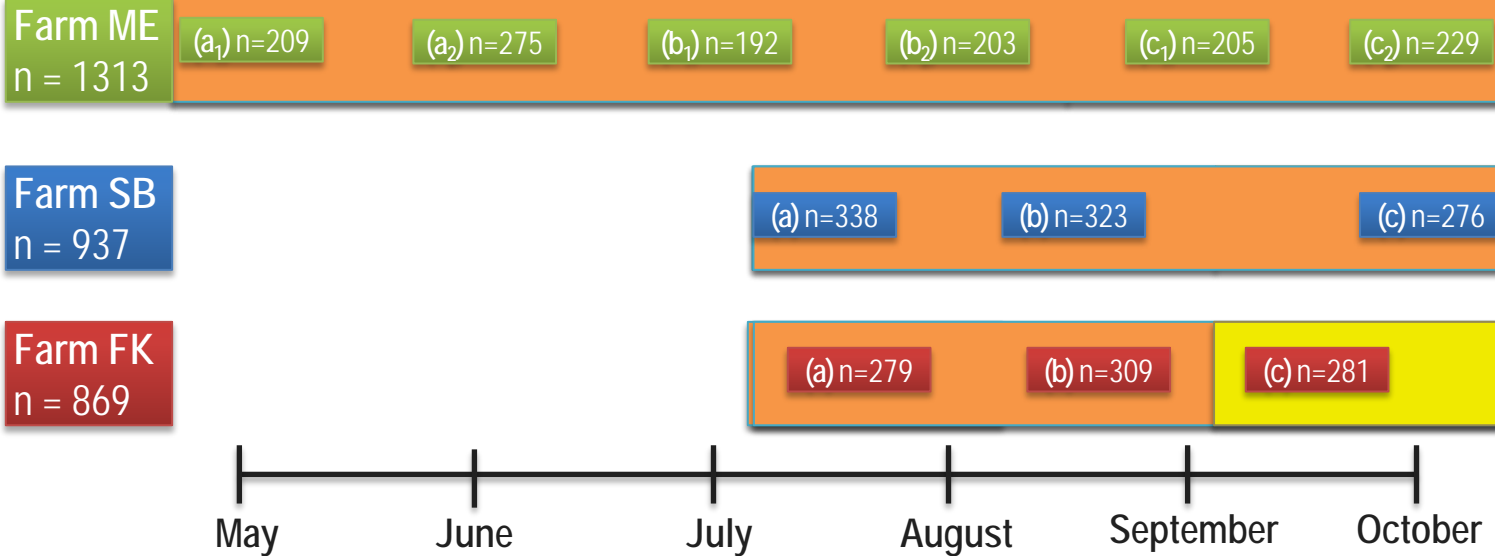 Farm ME
n = 1313
(a₁) n=209
(a₂) n=275
(b₁) n=192
(b₂) n=203
(c₁) n=205
(c₂) n=229
Farm SB
n = 937
(a) n=338
(b) n=323
(c) n=276
Farm FK
n = 869
(a) n=279
(b) n=309
(c) n=281
May
June
July
August
September
October